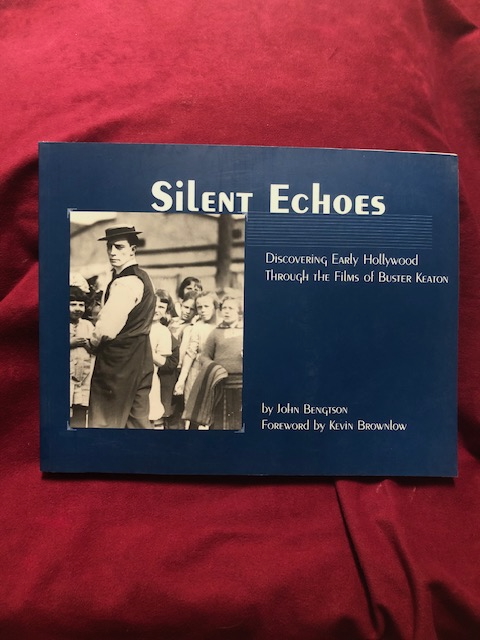 Silent Echoes
Discovering Early Hollywood
Through the Films of Buster Keaton
by John Bengtson
Foreword by Kevin Brownlow